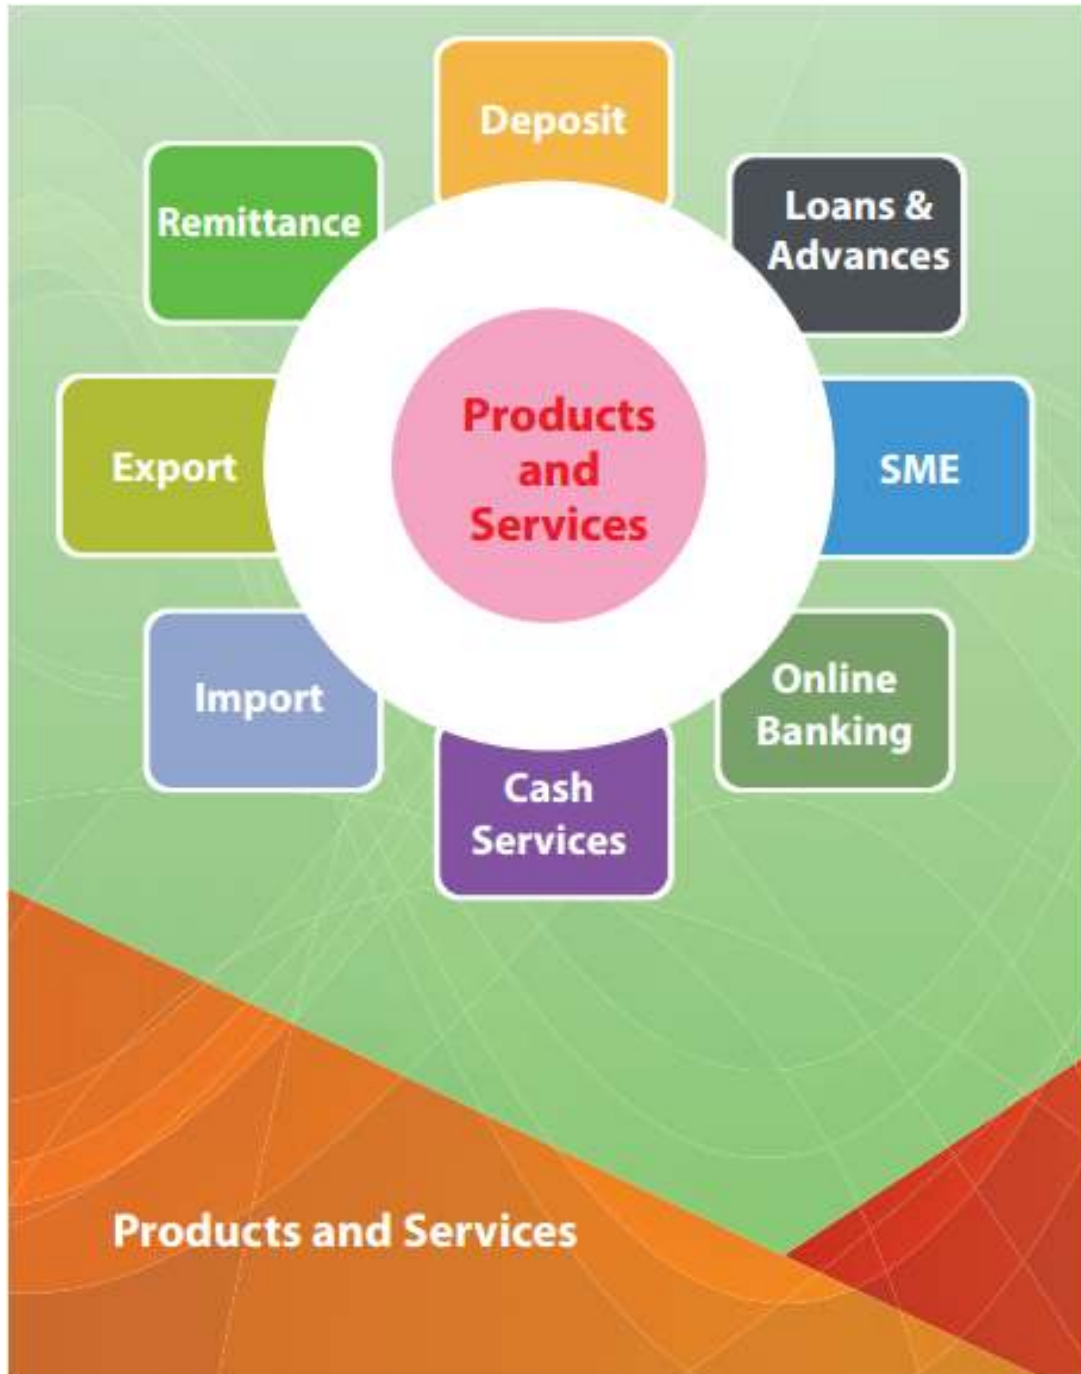 Deposit
Remittance
Loans &
Advances
Products
and
Services
Export
SME
Import
Online
Banking
Cash
Services
Products and Services